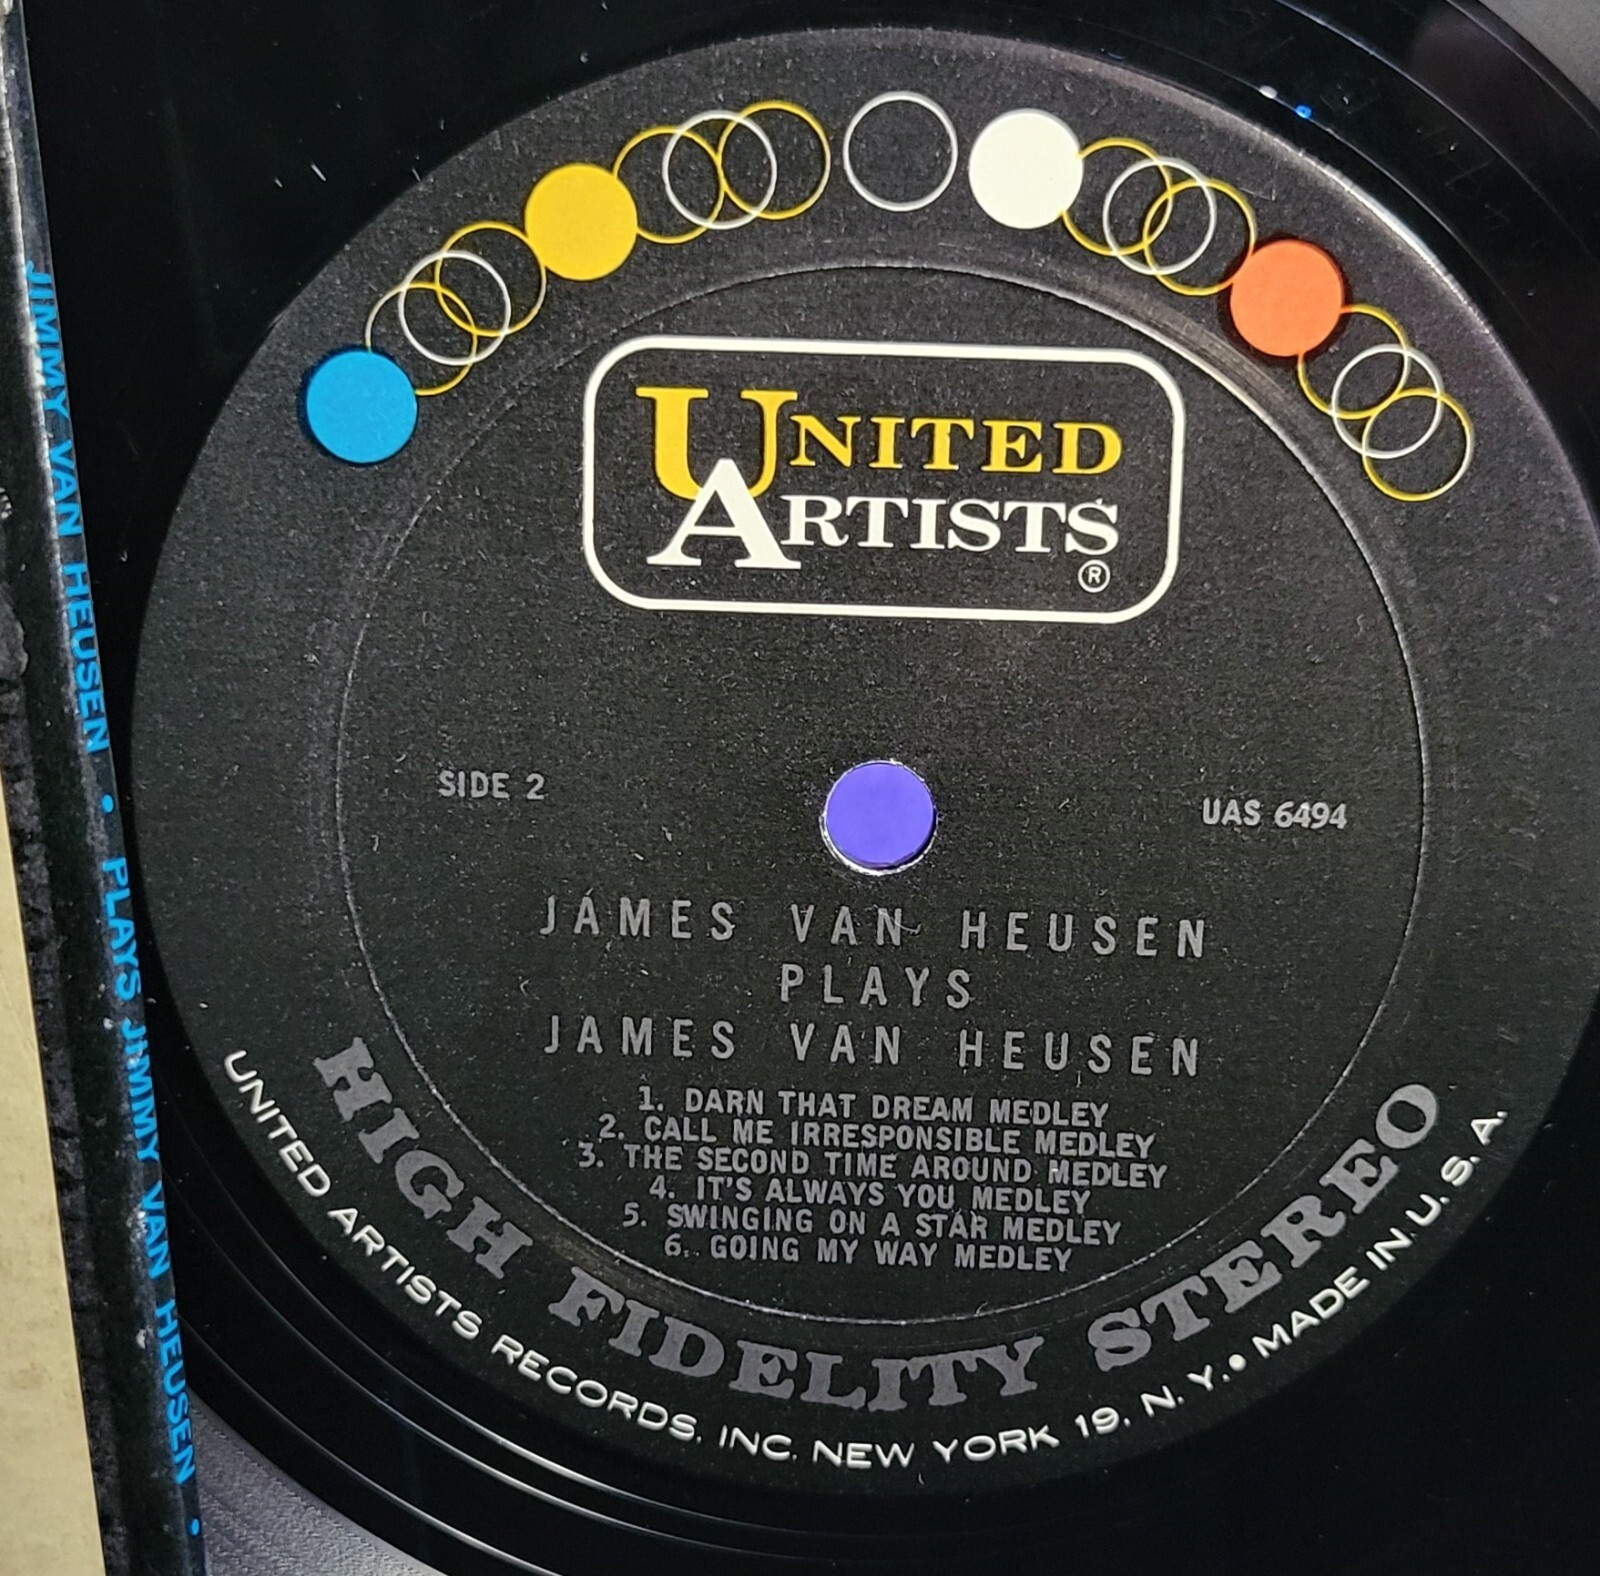 UNITED
ARTISTS
®
SIDE 2
UAS 6494
JAMES VAN HEUSEN
PLAYS
JAMES VAN HEUSEN
1. DARN THAT DREAM MEDLEY
2. CALL ME IRRESPONSIBLE MEDLEY
3. THE SECOND TIME AROUND MEDLEY
4. IT'S ALWAYS YOU MEDLEY
5. SWINGING ON A STAR MEDLEY
6. GOING MY WAY MEDLEY
HIGH FIDELITY STEREO
UNITED ARTISTS RECORDS, INC. NEW YORK 19, N. Y. • MADE IN U. S. A.
JIMMY VAN HEUSEN • PLAYS JIMMY VAN HEUSEN •